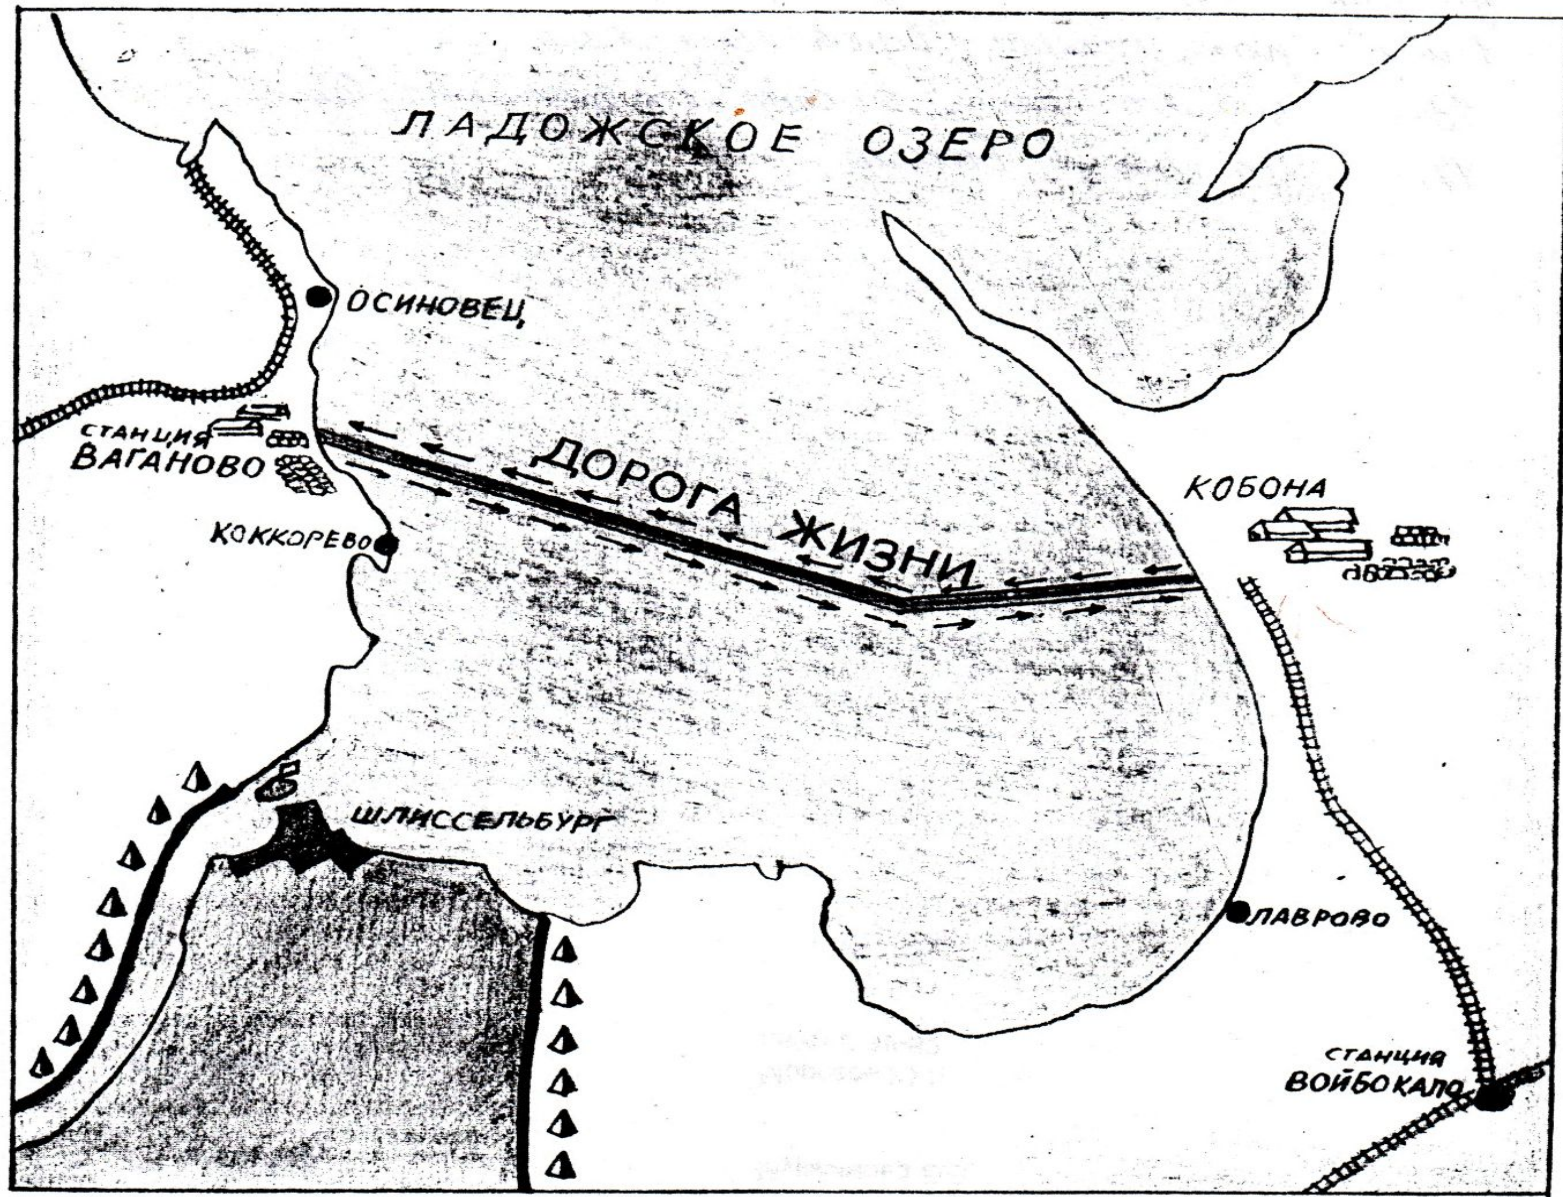 ЛАДОЖСКОЕ ОЗЕРО
ОСИНОВЕЦ
СТАНЦИЯ
ВАГАНОВО
ДОРОГА ЖИЗНИ
КОБОНА
КОККОРЕВО
ШЛИССЕЛЬБУРГ
ЛАВРОВО
СТАНЦИЯ
ВОЙБОКАЛО